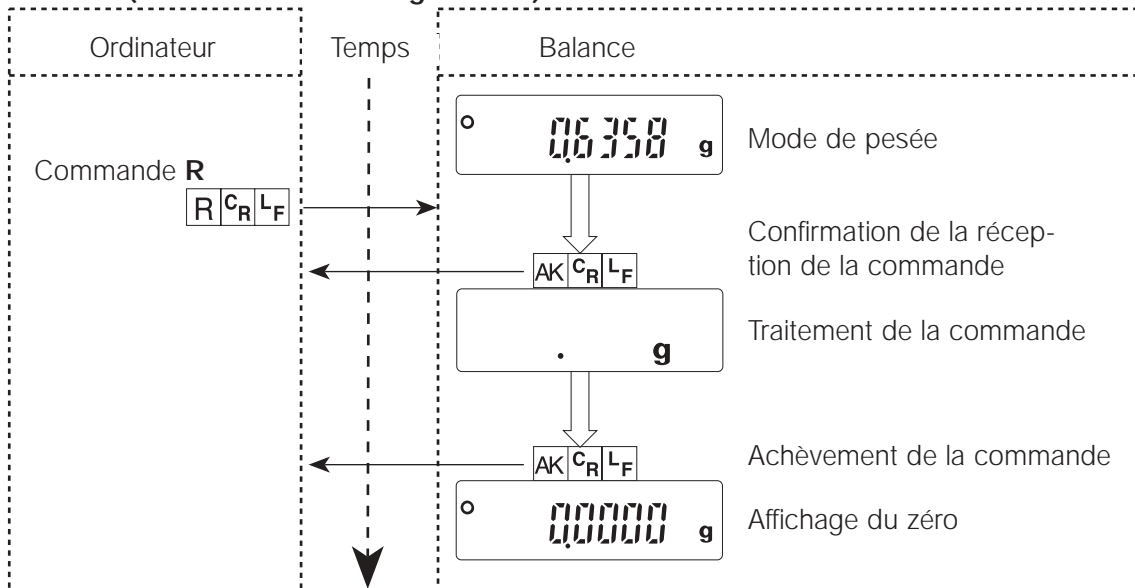 Ordinateur
Temps
Balance
0.6358 g
Mode de pesée
Commande R
R CR LF
Confirmation de la récep-
tion de la commande
AK CR LF
Traitement de la commande
. g
Achèvement de la commande
AK CR LF
0.0000 g
Affichage du zéro